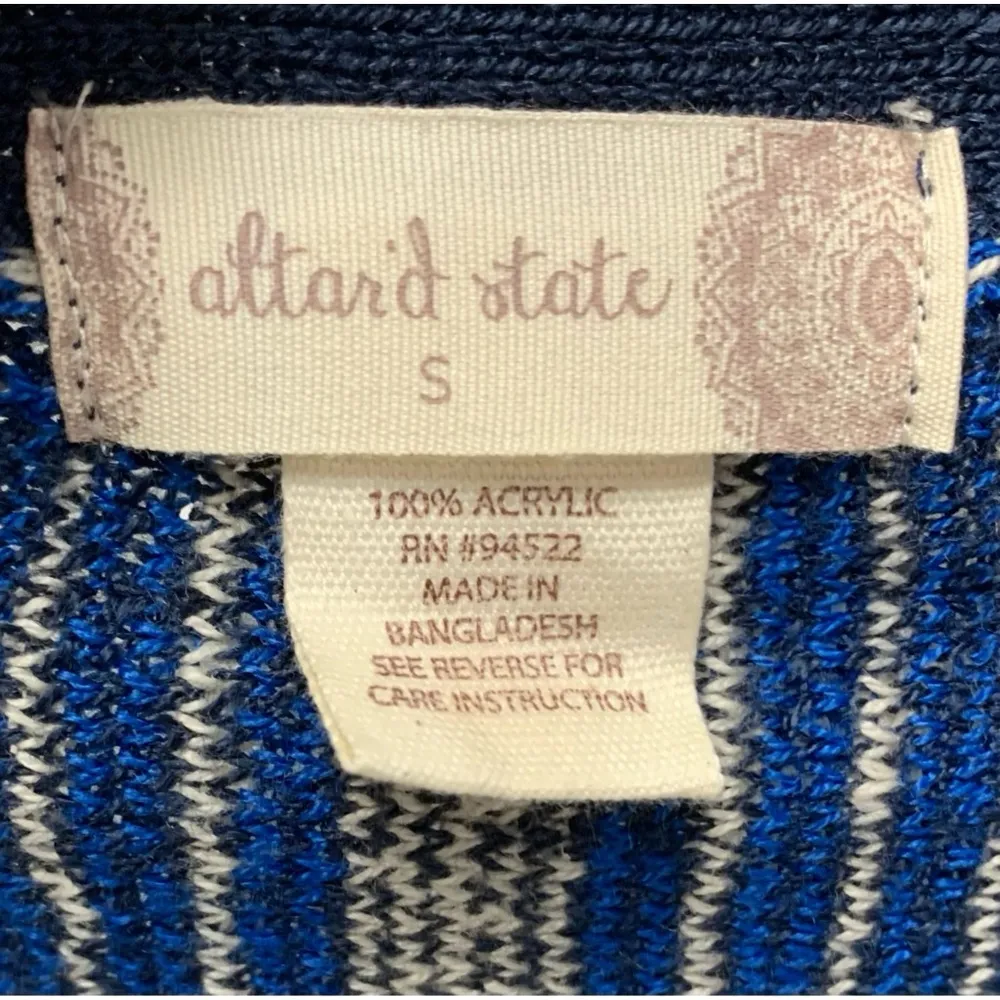 altar'd state
S
100% ACRYLIC
RN #94522
MADE IN
BANGLADESH
SEE REVERSE FOR
CARE INSTRUCTION